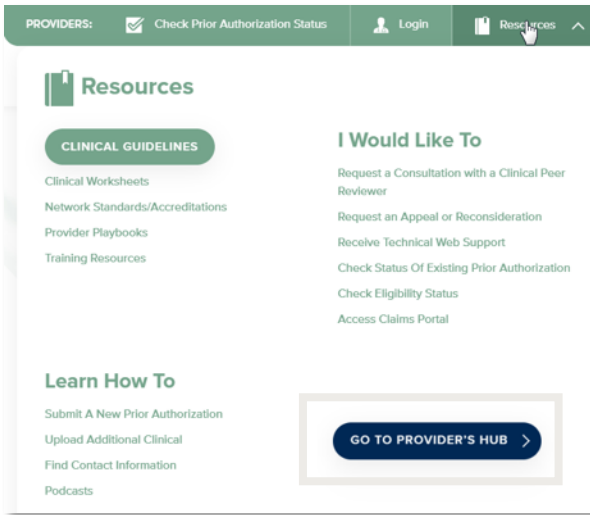 PROVIDERS:
Check Prior Authorization Status
Login
Resources
Resources
CLINICAL GUIDELINES
Clinical Worksheets
Network Standards/Accreditations
Provider Playbooks
Training Resources
I Would Like To
Request a Consultation with a Clinical Peer
Reviewer
Request an Appeal or Reconsideration
Receive Technical Web Support
Check Status Of Existing Prior Authorization
Check Eligibility Status
Access Claims Portal
Learn How To
Submit A New Prior Authorization
Upload Additional Clinical
Find Contact Information
Podcasts
GO TO PROVIDER'S HUB